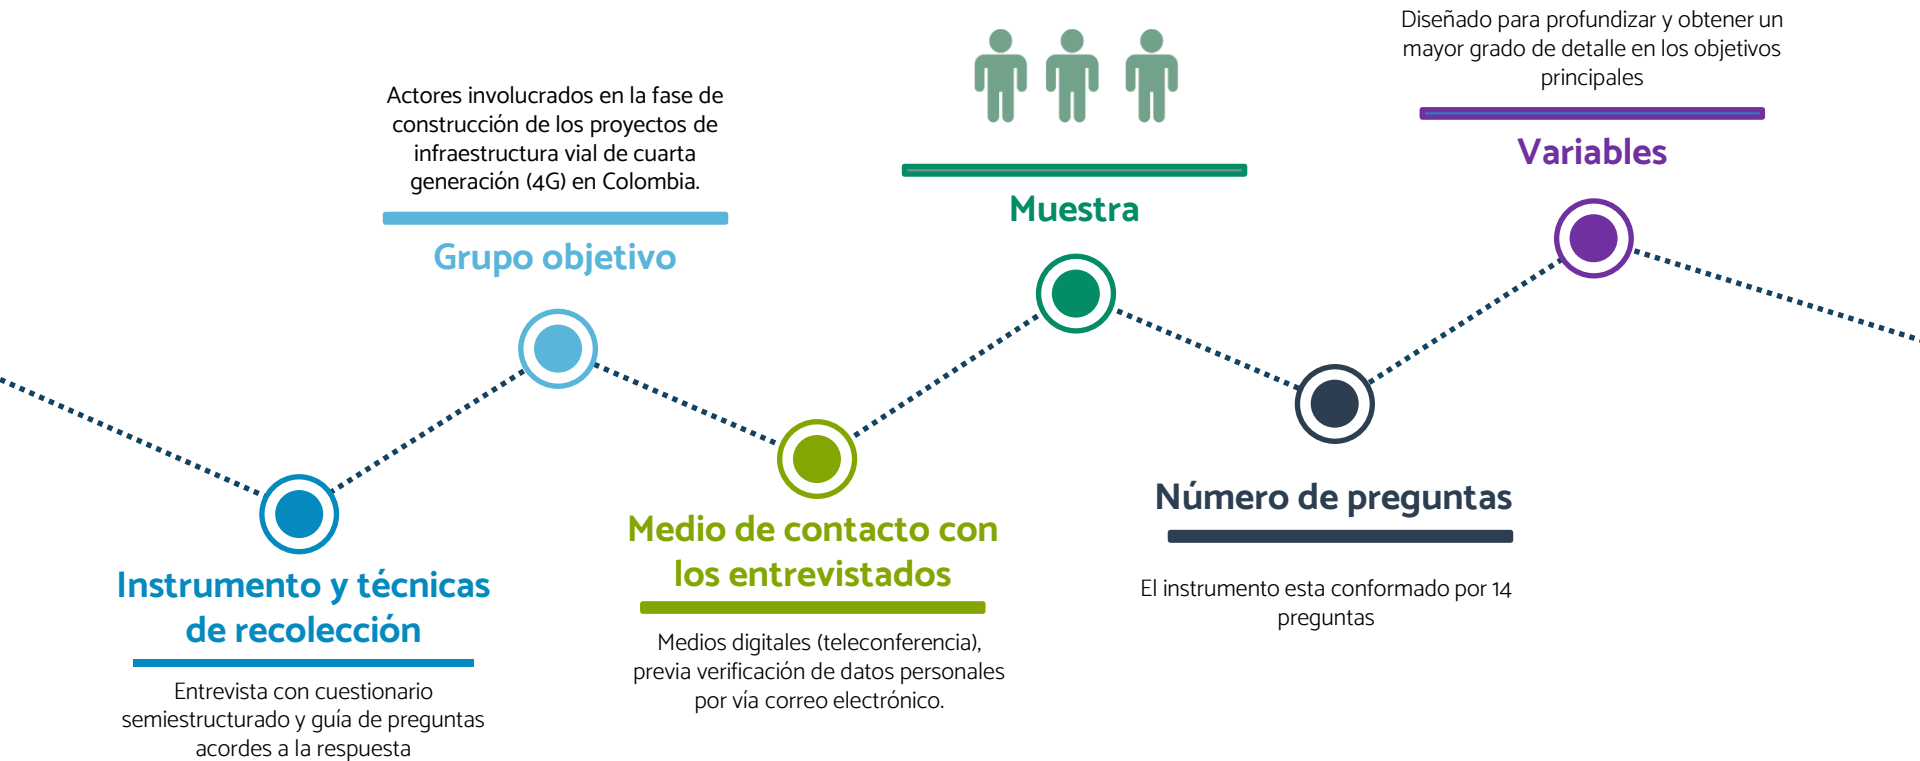 Actores involucrados en la fase de
construcción de los proyectos de
infraestructura vial de cuarta
generación (4G) en Colombia.
Grupo objetivo
Muestra
Diseñado para profundizar y obtener un
mayor grado de detalle en los objetivos
principales
Variables
Instrumento y técnicas
de recolección
Entrevista con cuestionario
semiestructurado y guía de preguntas
acordes a la respuesta
Medio de contacto con
los entrevistados
Medios digitales (teleconferencia),
previa verificación de datos personales
por vía correo electrónico.
Número de preguntas
El instrumento esta conformado por 14
preguntas